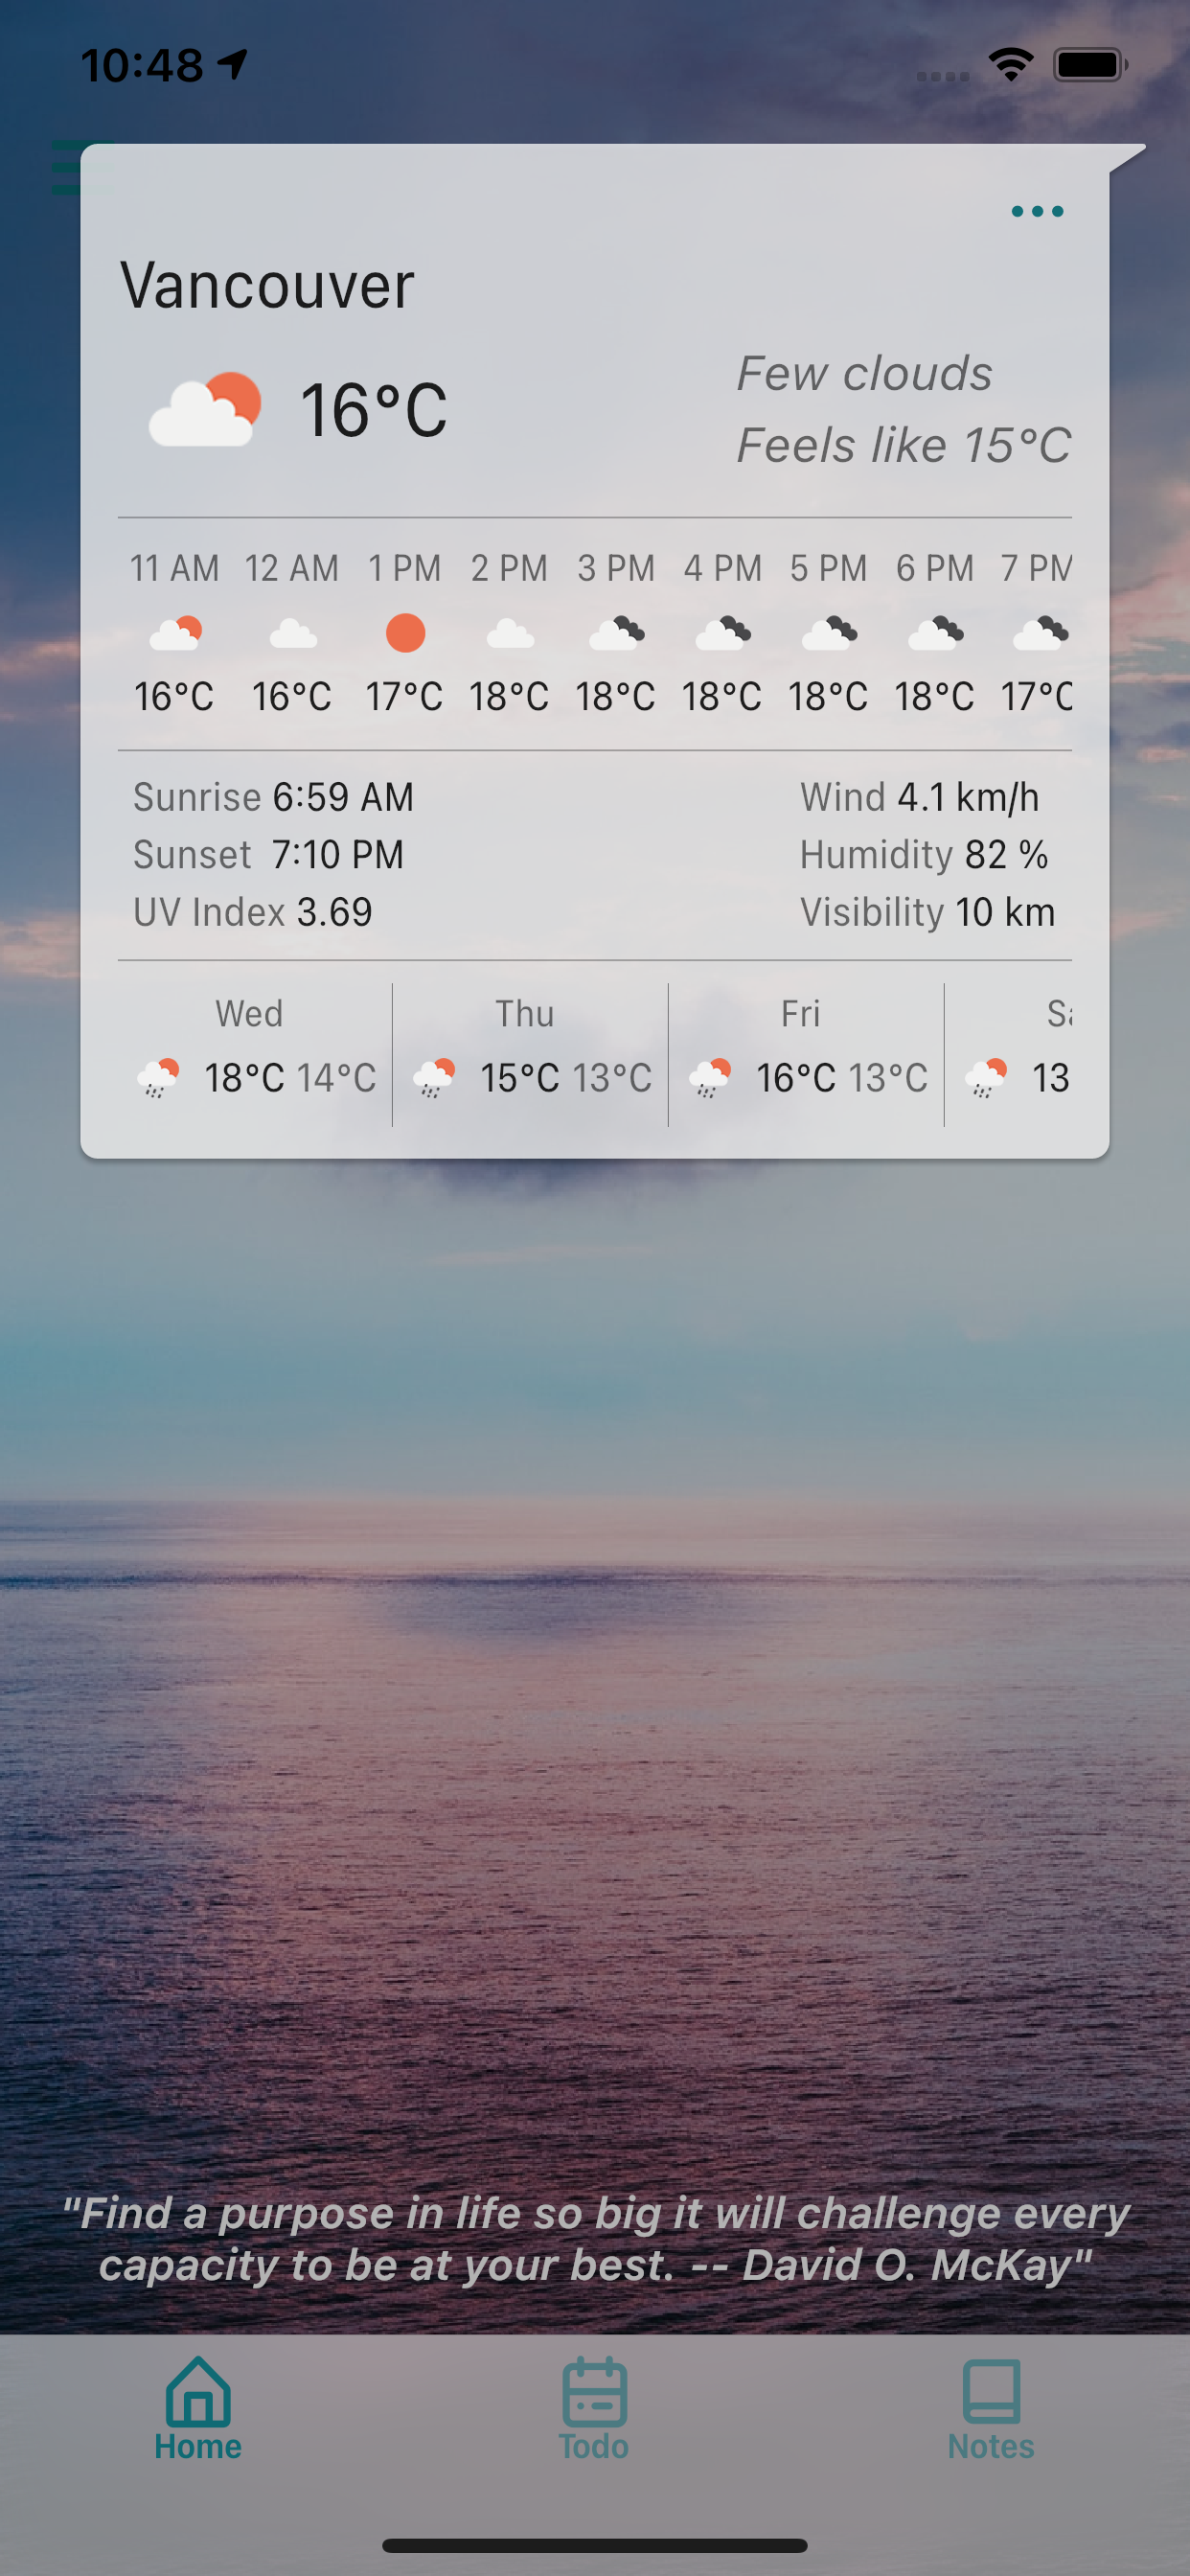 10:48
Vancouver
16°C
Few clouds
Feels like 15°C
11 AM 12 AM 1 PM 2 PM 3 PM 4 PM 5 PM 6 PM 7 PM
16°C 16°C 17°C 18°C 18°C 18°C 18°C 18°C 17°C
Sunrise 6:59 AM Wind 4.1 km/h
Sunset 7:10 PM Humidity 82 %
UV Index 3.69 Visibility 10 km
Wed Thu Fri
18°C 14°C 15°C 13°C 16°C 13°C 13
"Find a purpose in life so big it will challenge every
capacity to be at your best. -- David O. McKay"
Home Todo Notes